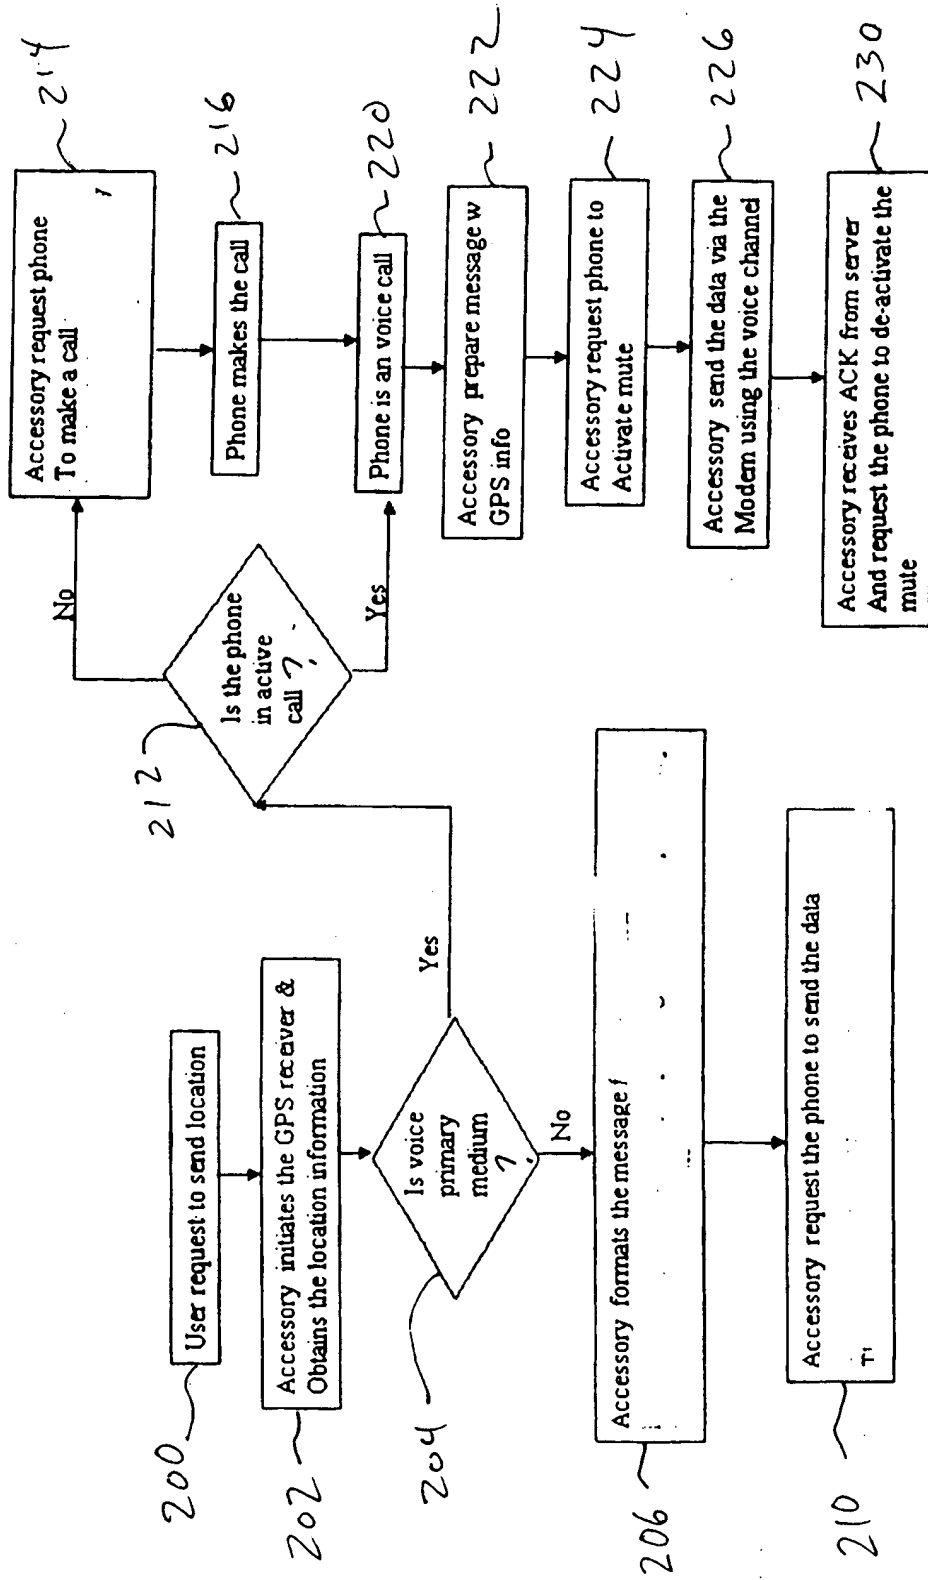 200
User request to send location
202
Accessory initiates the GPS receiver &
Obtains the location information
204
Is voice
primary
medium
?
Yes
No
206
Accessory formats the message
210
Accessory request the phone to send the data
212
Is the phone
in active
call ?
No
Yes
214
Accessory request phone
To make a call
216
Phone makes the call
220
Phone is an voice call
222
Accessory prepare message w
GPS info
224
Accessory request phone to
Activate mute
226
Accessory send the data via the
Modem using the voice channel
230
Accessory receives ACK from server
And request the phone to de-activate the
mute